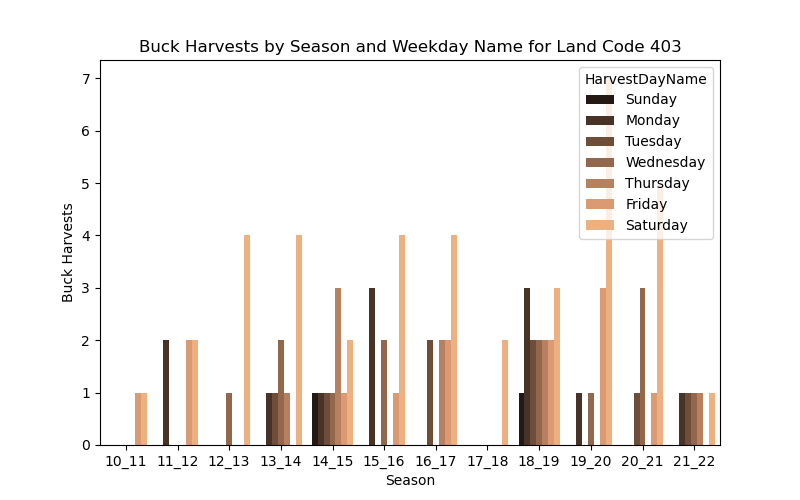 Buck Harvests by Season and Weekday Name for Land Code 403
HarvestDayName
Sunday
Monday
Tuesday
Wednesday
Thursday
Friday
Saturday
Buck Harvests
7
6
5
4
3
2
1
0
10_11 11_12 12_13 13_14 14_15 15_16 16_17 17_18 18_19 19_20 20_21 21_22
Season